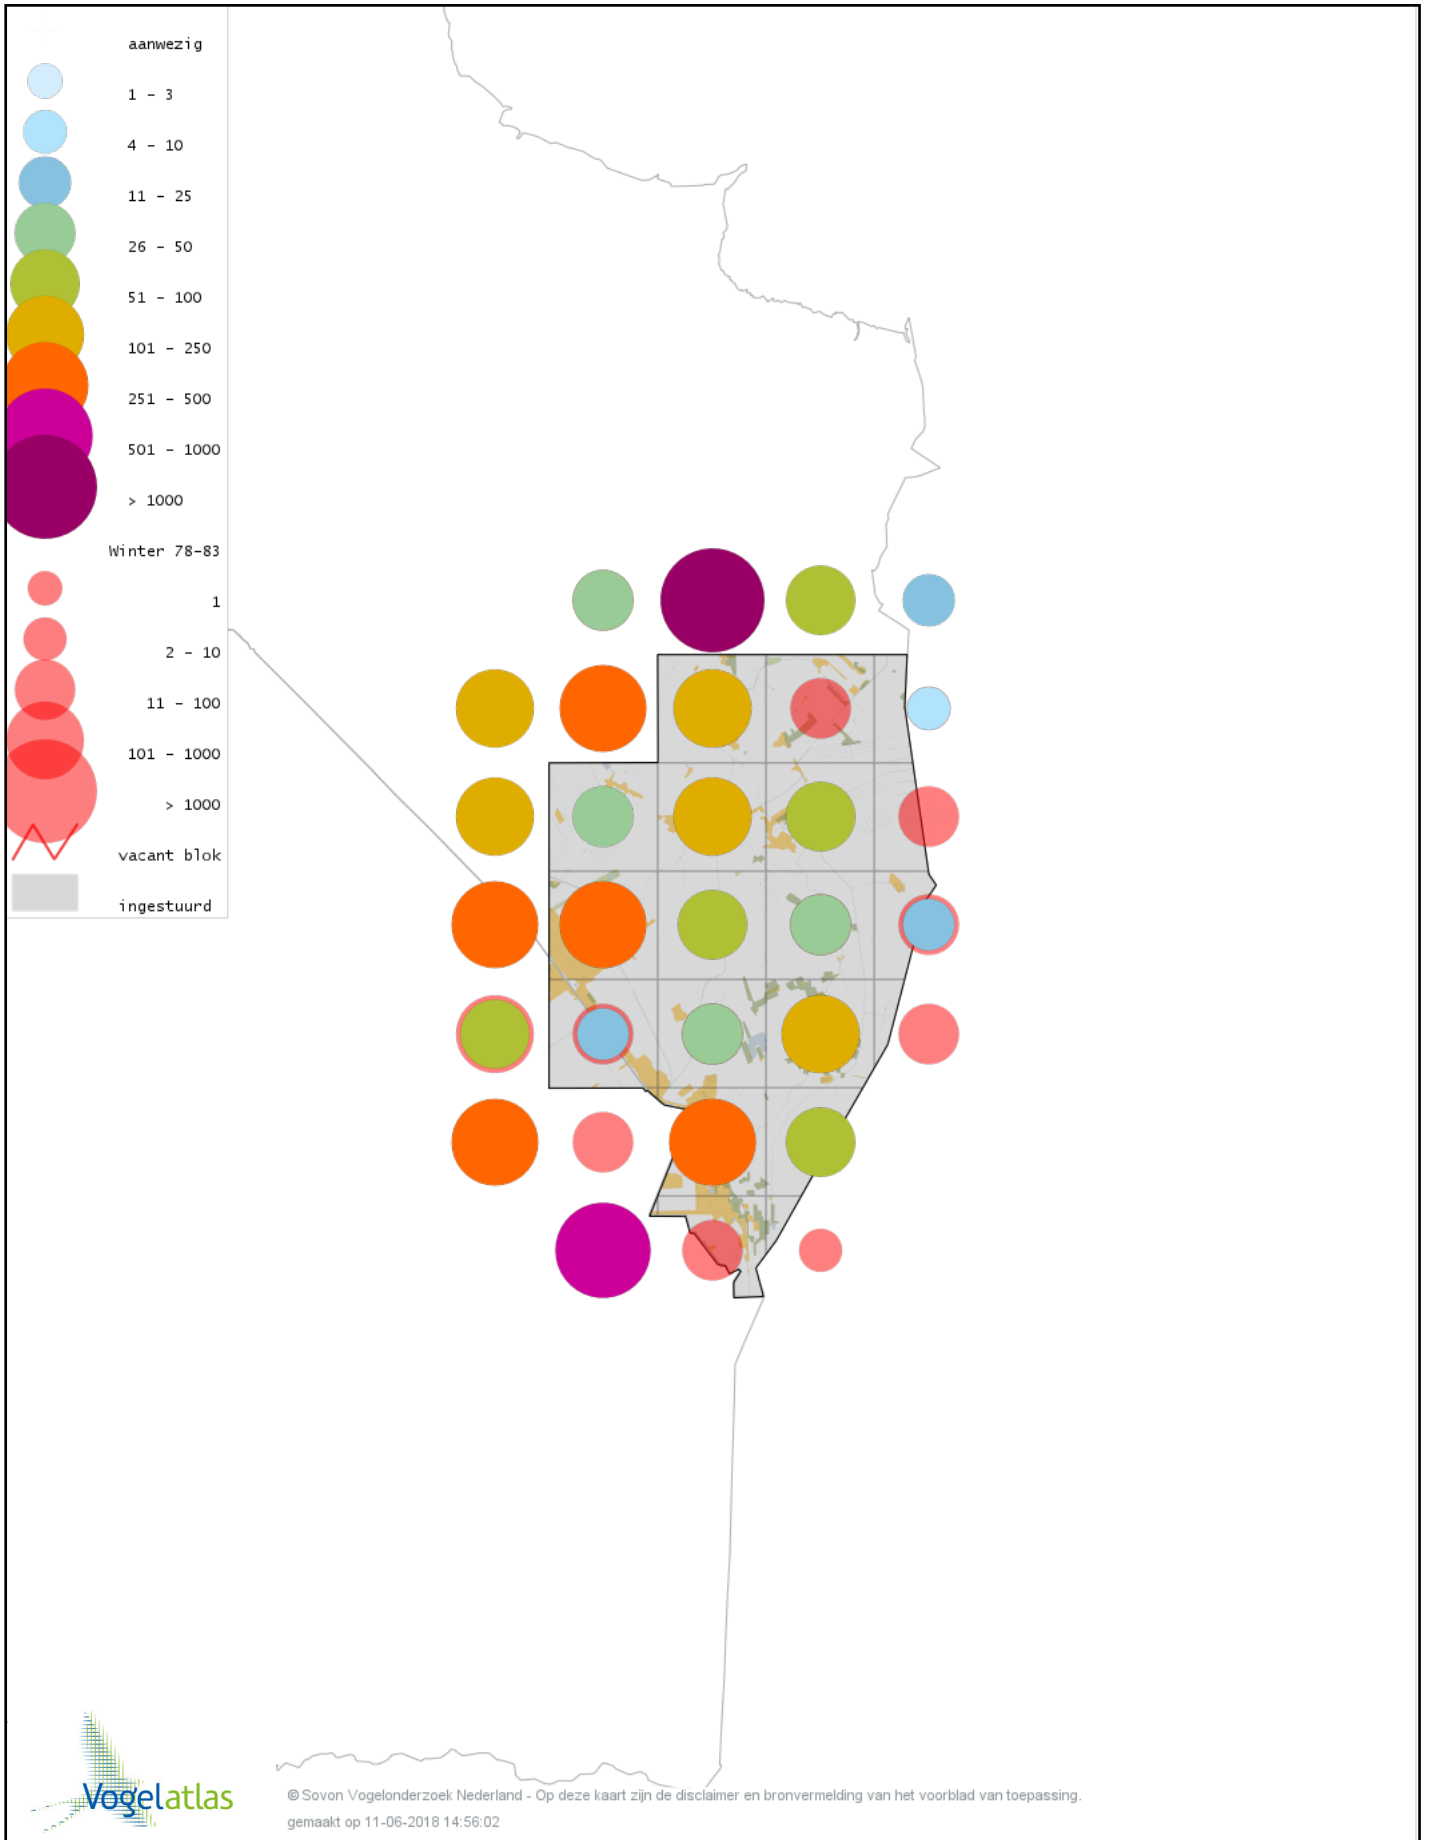 aanwezig
1 - 3
4 - 10
11 - 25
26 - 50
51 - 100
101 - 250
251 - 500
501 - 1000
> 1000
Winter 78-83
1
2 - 10
11 - 100
101 - 1000
> 1000
vacant blok
ingestuurd
Vogelatlas
© Sovon Vogelonderzoek Nederland - Op deze kaart zijn de disclaimer en bronvermelding van het voorblad van toepassing.
gemaakt op 11-06-2018 14:56:02